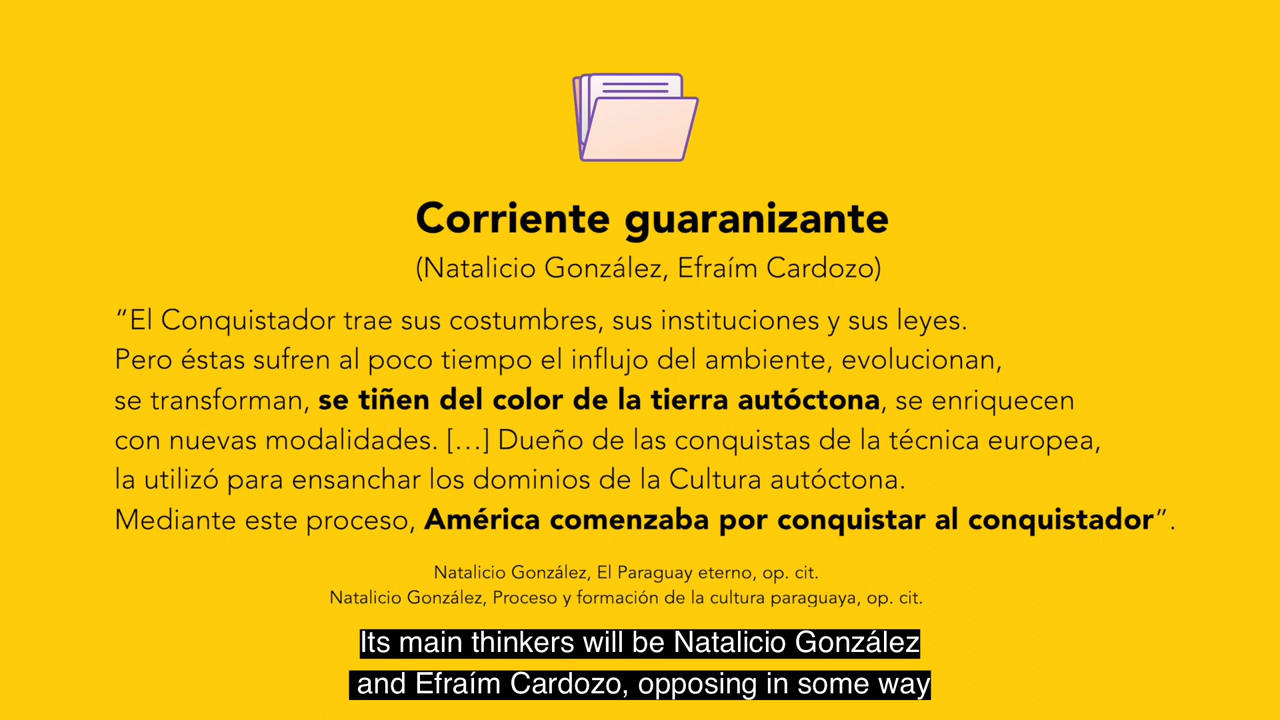 Corriente guaranizante
(Natalicio González, Efraím Cardozo)
“El Conquistador trae sus costumbres, sus instituciones y sus leyes.
Pero éstas sufren al poco tiempo el influjo del ambiente, evolucionan,
se transforman, se tiñen del color de la tierra autóctona, se enriquecen
con nuevas modalidades. […] Dueño de las conquistas de la técnica europea,
la utilizó para ensanchar los dominios de la Cultura autóctona.
Mediante este proceso, América comenzaba por conquistar al conquistador”.
Natalicio González, El Paraguay eterno, op. cit.
Natalicio González, Proceso y formación de la cultura paraguaya, op. cit.
Its main thinkers will be Natalicio González
and Efraím Cardozo, opposing in some way